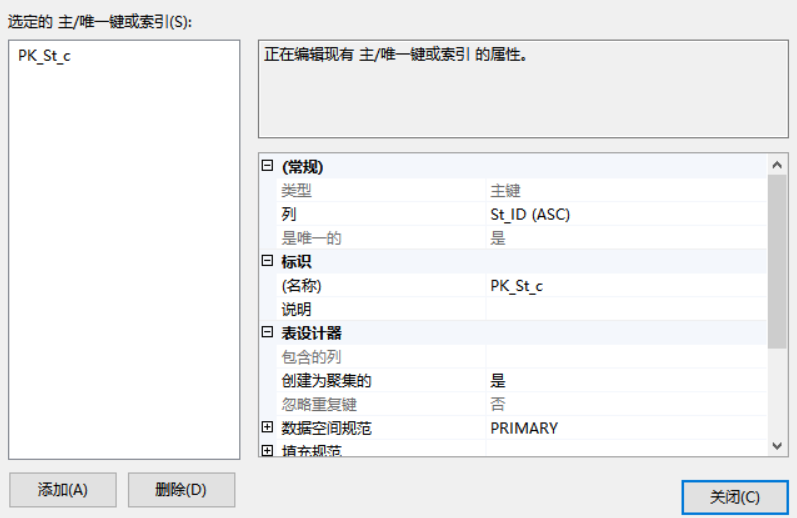 选定的 主/唯一键或索引(S):
PK_St_c
正在编辑现有 主/唯一键或索引 的属性。
(常规)
类型 主键
列 St_ID (ASC)
是唯一的 是
标识
(名称) PK_St_c
说明
表设计器
包含的列
创建为聚集的 是
忽略重复键 否
数据空间规范 PRIMARY
填充规范
添加(A) 删除(D)
关闭(C)